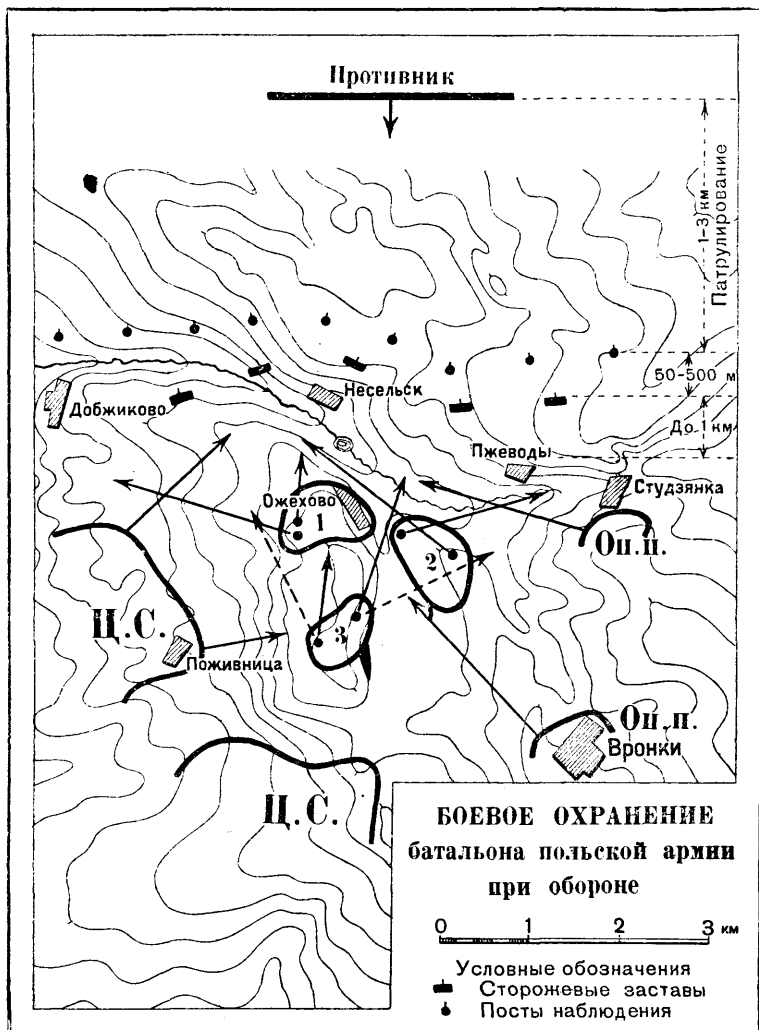 Противник
Патрулирование
1-3 км
50-500 м
До 1 км
Несельск
Добжиково
Пжеводы
Студзянка
Ожехово
1
2
Оп.п.
Ц.С.
3
Поживница
Оп.п.
Вронки
Ц.С.
БОЕВОЕ ОХРАНЕНИЕ
батальона польской армии
при обороне
0 1 2 3 км
Условные обозначения
Сторожевые заставы
Посты наблюдения